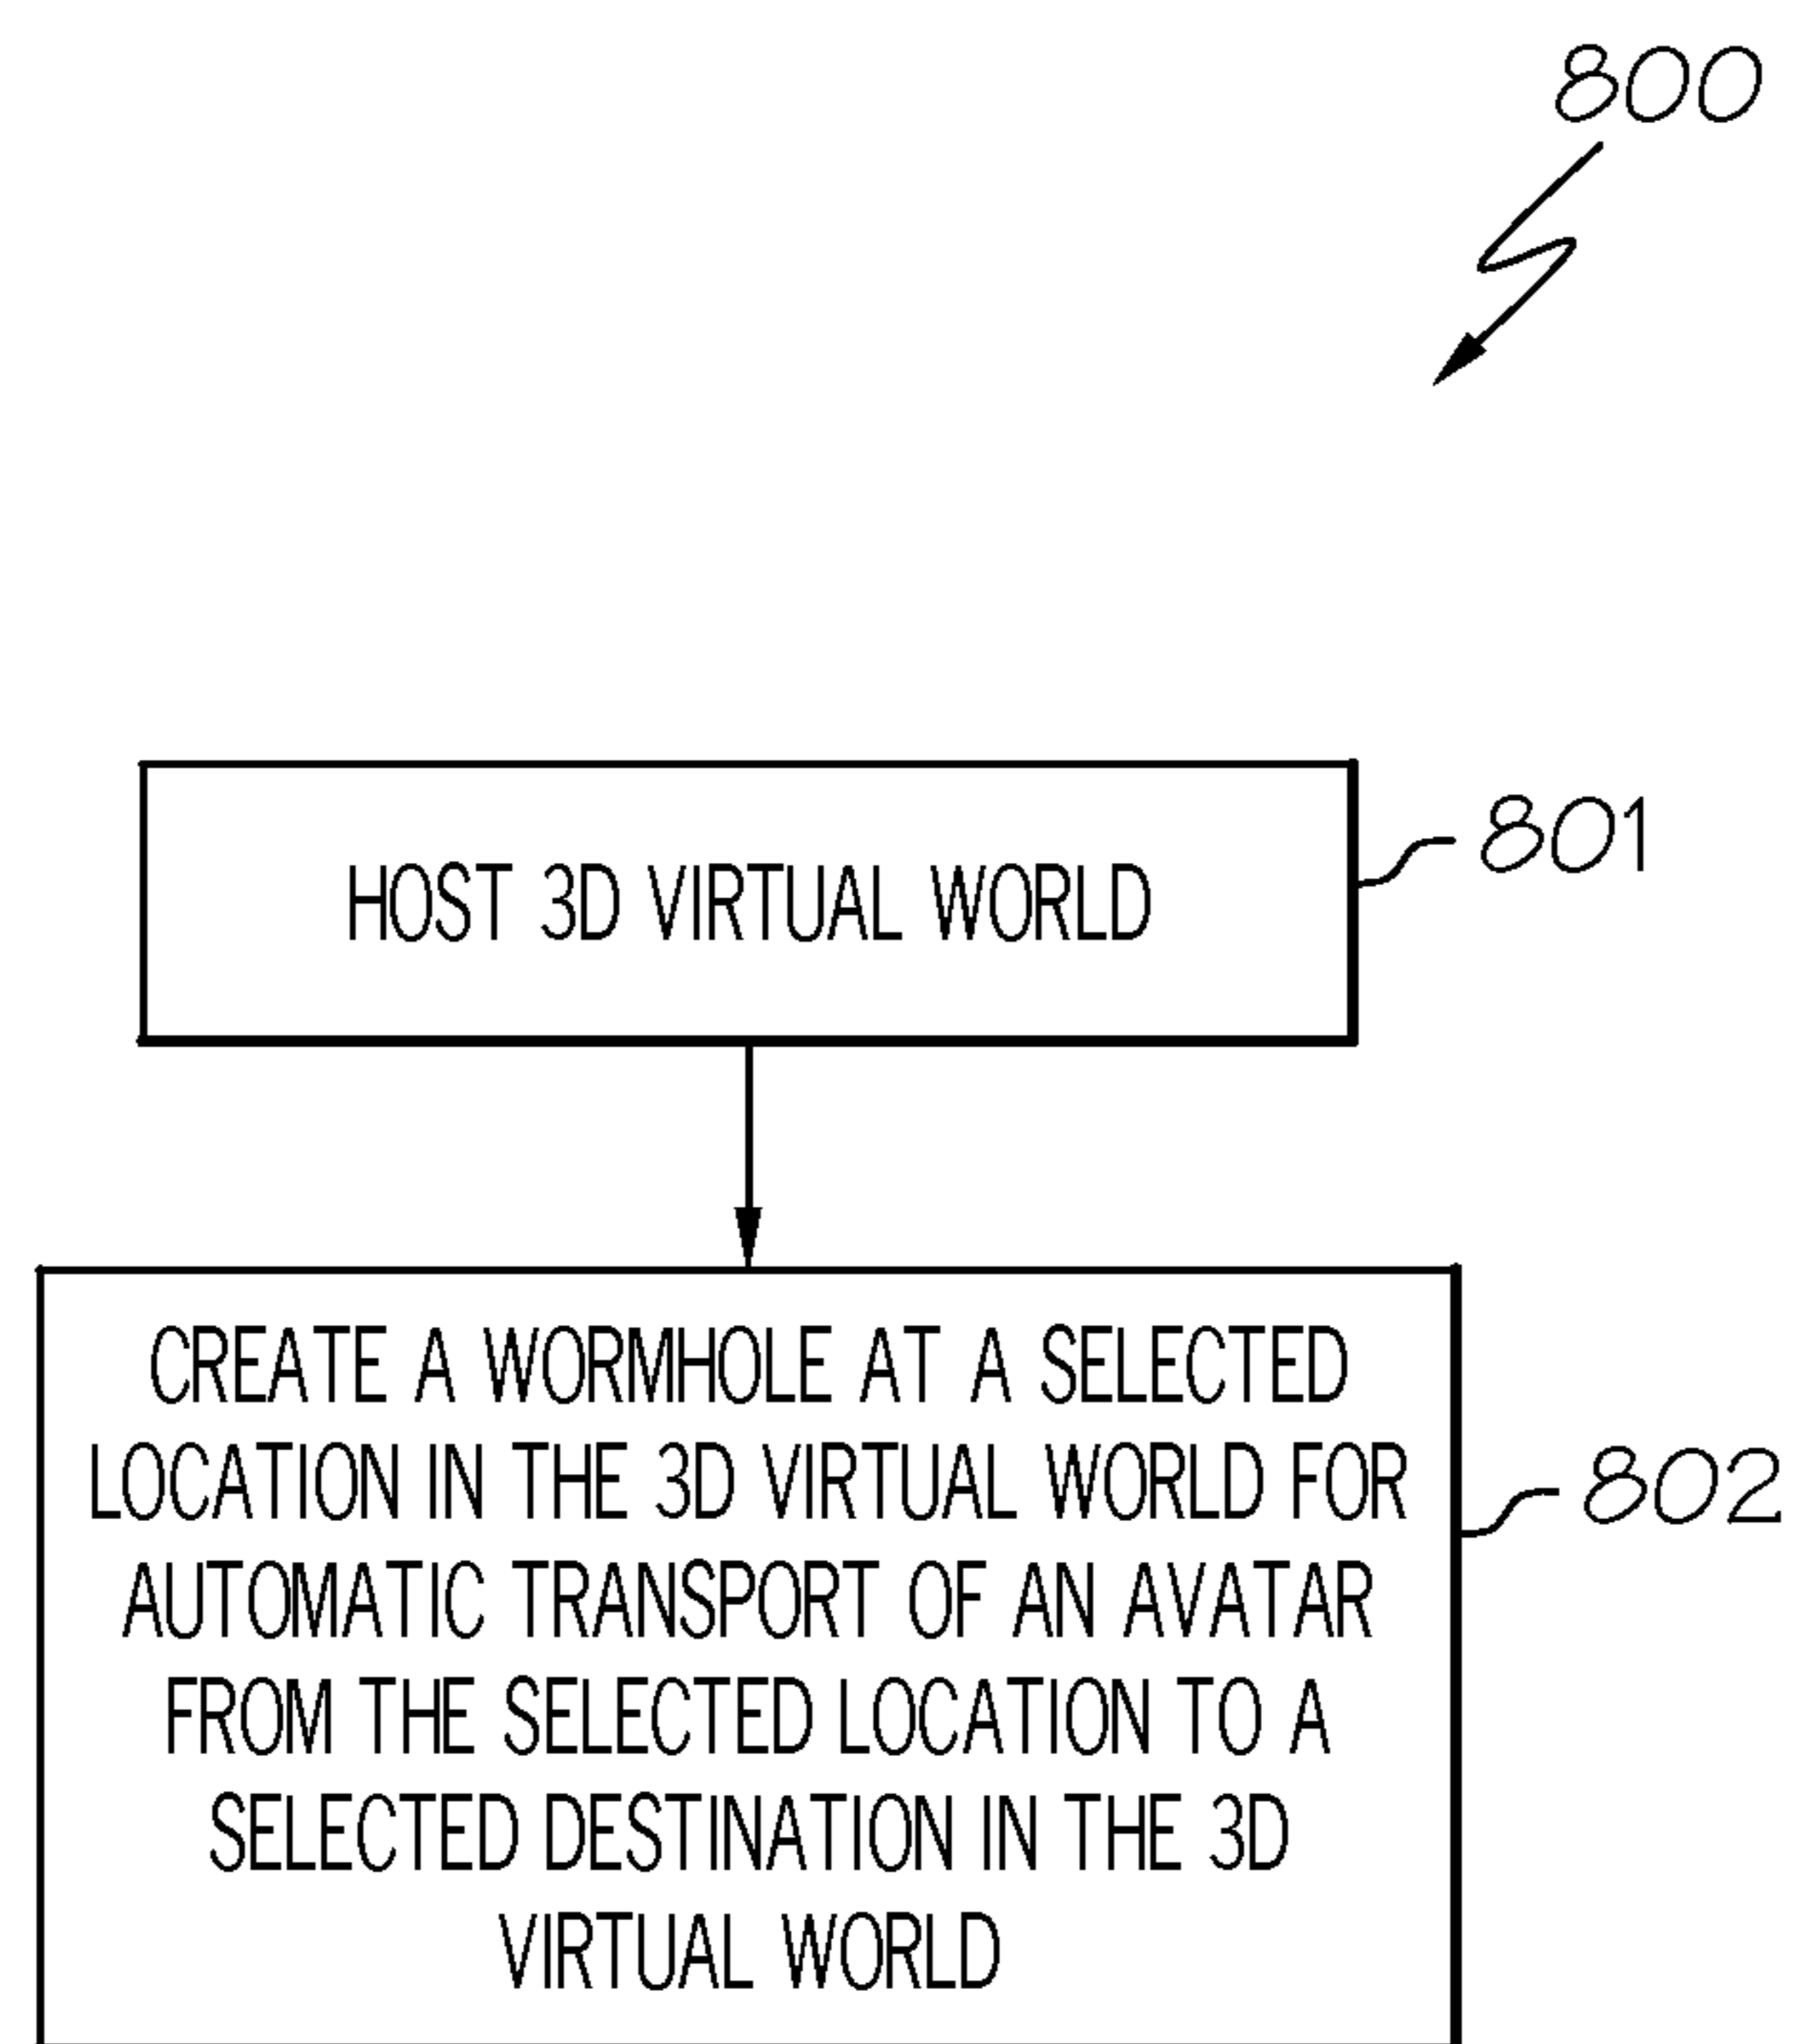 800
HOST 3D VIRTUAL WORLD
801
CREATE A WORMHOLE AT A SELECTED
LOCATION IN THE 3D VIRTUAL WORLD FOR
AUTOMATIC TRANSPORT OF AN AVATAR
FROM THE SELECTED LOCATION TO A
SELECTED DESTINATION IN THE 3D
VIRTUAL WORLD
802